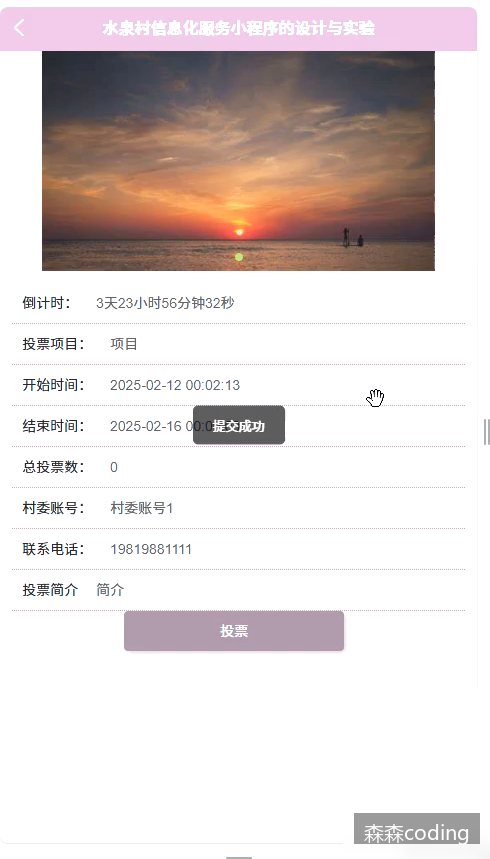 水泉村信息化服务小程序的设计与实验
倒计时： 3天23小时56分钟32秒
投票项目： 项目
开始时间： 2025-02-12 00:02:13
结束时间： 2025-02-16 00:0
提交成功
总投票数： 0
村委账号： 村委账号1
联系电话： 19819881111
投票简介 简介
投票
森森coding